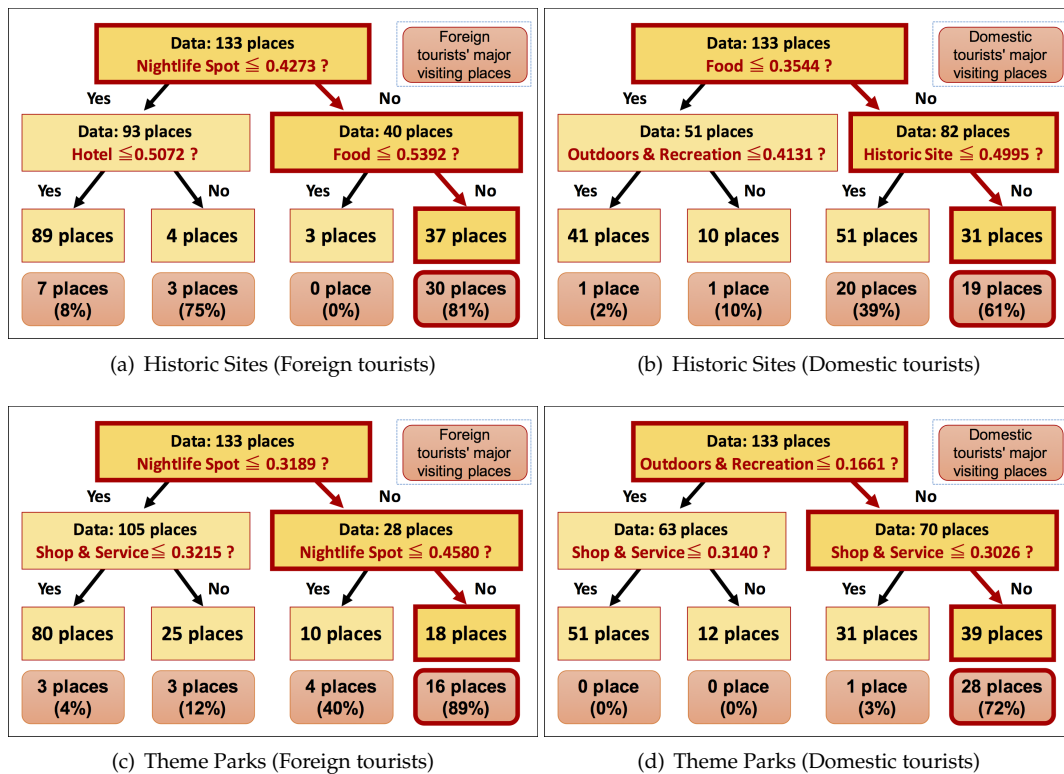 Data: 133 places
Nightlife Spot ≦ 0.4273 ?
Foreign
tourists' major
visiting places
Yes
No
Data: 93 places
Hotel ≦0.5072 ?
Data: 40 places
Food ≦ 0.5392 ?
Yes
No
Yes
No
89 places
4 places
3 places
37 places
7 places
(8%)
3 places
(75%)
0 place
(0%)
30 places
(81%)
(a) Historic Sites (Foreign tourists)
Data: 133 places
Food ≦ 0.3544 ?
Domestic
tourists' major
visiting places
Yes
No
Data: 51 places
Outdoors & Recreation ≦0.4131 ?
Data: 82 places
Historic Site ≦ 0.4995 ?
Yes
No
Yes
No
41 places
10 places
51 places
31 places
1 place
(2%)
1 place
(10%)
20 places
(39%)
19 places
(61%)
(b) Historic Sites (Domestic tourists)
Data: 133 places
Nightlife Spot ≦ 0.3189 ?
Foreign
tourists' major
visiting places
Yes
No
Data: 105 places
Shop & Service≦ 0.3215 ?
Data: 28 places
Nightlife Spot ≦ 0.4580 ?
Yes
No
Yes
No
80 places
25 places
10 places
18 places
3 places
(4%)
3 places
(12%)
4 places
(40%)
16 places
(89%)
(c) Theme Parks (Foreign tourists)
Data: 133 places
Outdoors & Recreation≦ 0.1661 ?
Domestic
tourists' major
visiting places
Yes
No
Data: 63 places
Shop & Service≦ 0.3140 ?
Data: 70 places
Shop & Service ≦ 0.3026 ?
Yes
No
Yes
No
51 places
12 places
31 places
39 places
0 place
(0%)
0 place
(0%)
1 place
(3%)
28 places
(72%)
(d) Theme Parks (Domestic tourists)